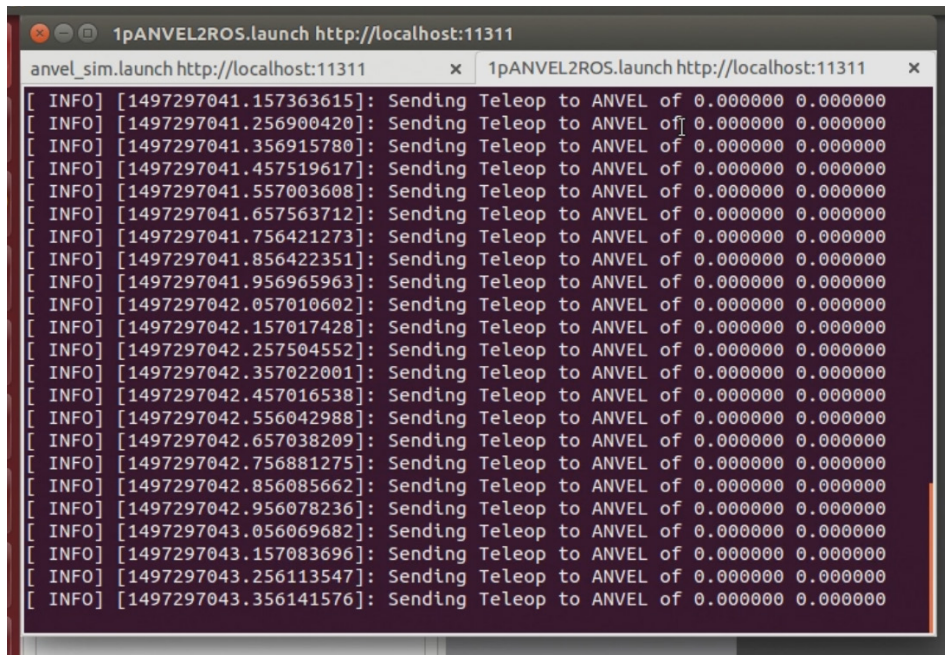 1pANVEL2ROS.launch http://localhost:11311
anvel_sim.launch http://localhost:11311 × 1pANVEL2ROS.launch http://localhost:11311 ×
[ INFO] [1497297041.157363615]: Sending Teleop to ANVEL of 0.000000 0.000000
[ INFO] [1497297041.256900420]: Sending Teleop to ANVEL of 0.000000 0.000000
[ INFO] [1497297041.356915780]: Sending Teleop to ANVEL of 0.000000 0.000000
[ INFO] [1497297041.457519617]: Sending Teleop to ANVEL of 0.000000 0.000000
[ INFO] [1497297041.557003608]: Sending Teleop to ANVEL of 0.000000 0.000000
[ INFO] [1497297041.657563712]: Sending Teleop to ANVEL of 0.000000 0.000000
[ INFO] [1497297041.756421273]: Sending Teleop to ANVEL of 0.000000 0.000000
[ INFO] [1497297041.856422351]: Sending Teleop to ANVEL of 0.000000 0.000000
[ INFO] [1497297041.956965963]: Sending Teleop to ANVEL of 0.000000 0.000000
[ INFO] [1497297042.057010602]: Sending Teleop to ANVEL of 0.000000 0.000000
[ INFO] [1497297042.157017428]: Sending Teleop to ANVEL of 0.000000 0.000000
[ INFO] [1497297042.257504552]: Sending Teleop to ANVEL of 0.000000 0.000000
[ INFO] [1497297042.357022001]: Sending Teleop to ANVEL of 0.000000 0.000000
[ INFO] [1497297042.457016538]: Sending Teleop to ANVEL of 0.000000 0.000000
[ INFO] [1497297042.556042988]: Sending Teleop to ANVEL of 0.000000 0.000000
[ INFO] [1497297042.657038209]: Sending Teleop to ANVEL of 0.000000 0.000000
[ INFO] [1497297042.756881275]: Sending Teleop to ANVEL of 0.000000 0.000000
[ INFO] [1497297042.856085662]: Sending Teleop to ANVEL of 0.000000 0.000000
[ INFO] [1497297042.956078236]: Sending Teleop to ANVEL of 0.000000 0.000000
[ INFO] [1497297043.056069682]: Sending Teleop to ANVEL of 0.000000 0.000000
[ INFO] [1497297043.157083696]: Sending Teleop to ANVEL of 0.000000 0.000000
[ INFO] [1497297043.256113547]: Sending Teleop to ANVEL of 0.000000 0.000000
[ INFO] [1497297043.356141576]: Sending Teleop to ANVEL of 0.000000 0.000000